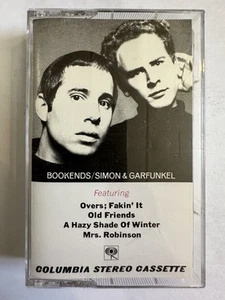 BOOKENDS/SIMON & GARFUNKEL
Featuring
Overs; Fakin' It
Old Friends
A Hazy Shade Of Winter
Mrs. Robinson
COLUMBIA STEREO CASSETTE